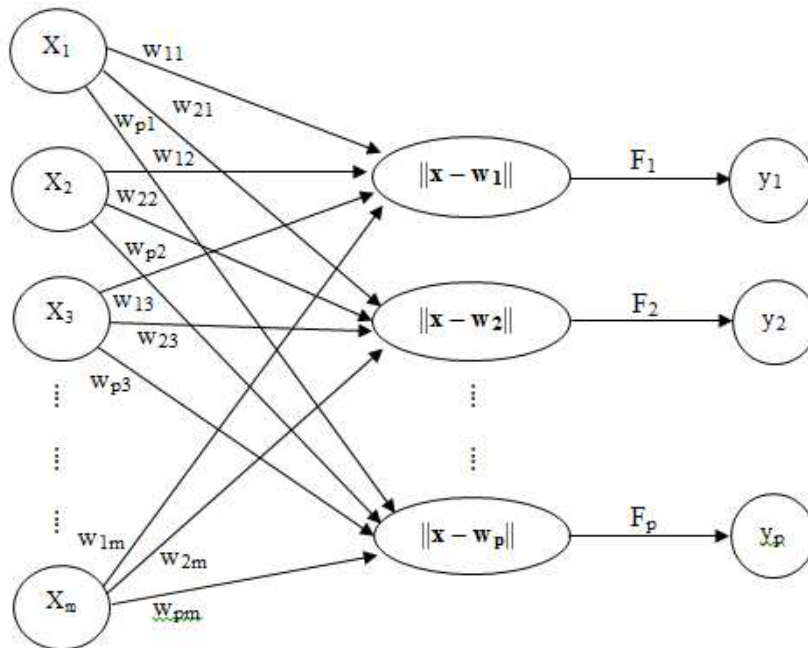 X₁
w₁₁
w₂₁
wₚ₁
w₁₂
‖x – w₁‖
F₁
y₁
X₂
w₂₂
wₚ₂
X₃
w₁₃
w₂₃
‖x – w₂‖
F₂
y₂
wₚ₃
w₁ₘ
w₂ₘ
‖x – wₚ‖
Fₚ
yₚ
Xₘ
wₚₘ